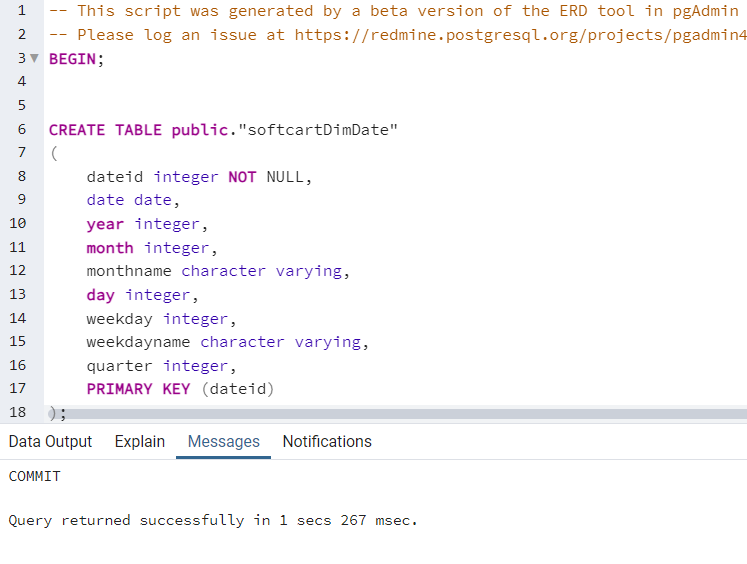 1 -- This script was generated by a beta version of the ERD tool in pgAdmin
2 -- Please log an issue at https://redmine.postgresql.org/projects/pgadmin4
3 BEGIN;
4
5
6 CREATE TABLE public."softcartDimDate"
7 (
8 dateid integer NOT NULL,
9 date date,
10 year integer,
11 month integer,
12 monthname character varying,
13 day integer,
14 weekday integer,
15 weekdayname character varying,
16 quarter integer,
17 PRIMARY KEY (dateid)
18 );
Data Output Explain Messages Notifications
COMMIT
Query returned successfully in 1 secs 267 msec.